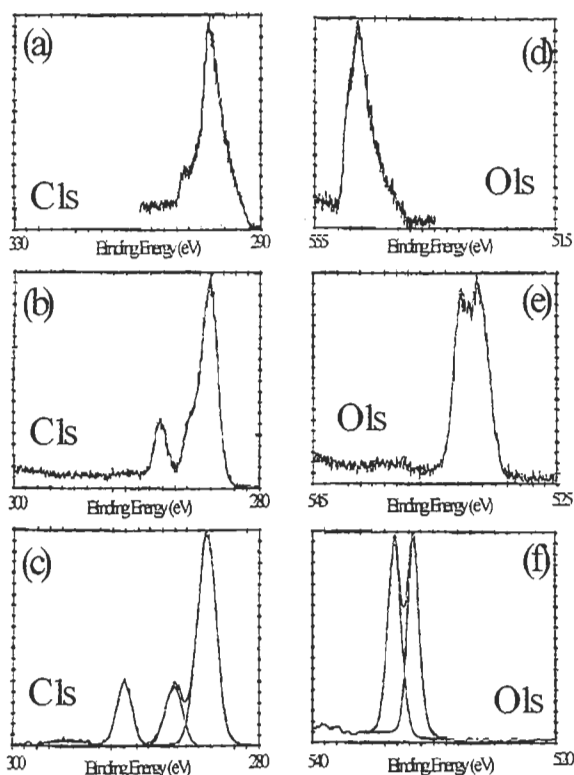 (a)
C1s
330 Binding Energy (eV) 290
(d)
O1s
555 Binding Energy (eV) 515
(b)
C1s
300 Binding Energy (eV) 280
(e)
O1s
545 Binding Energy (eV) 525
(c)
C1s
300 Binding Energy (eV) 280
(f)
O1s
540 Binding Energy (eV)